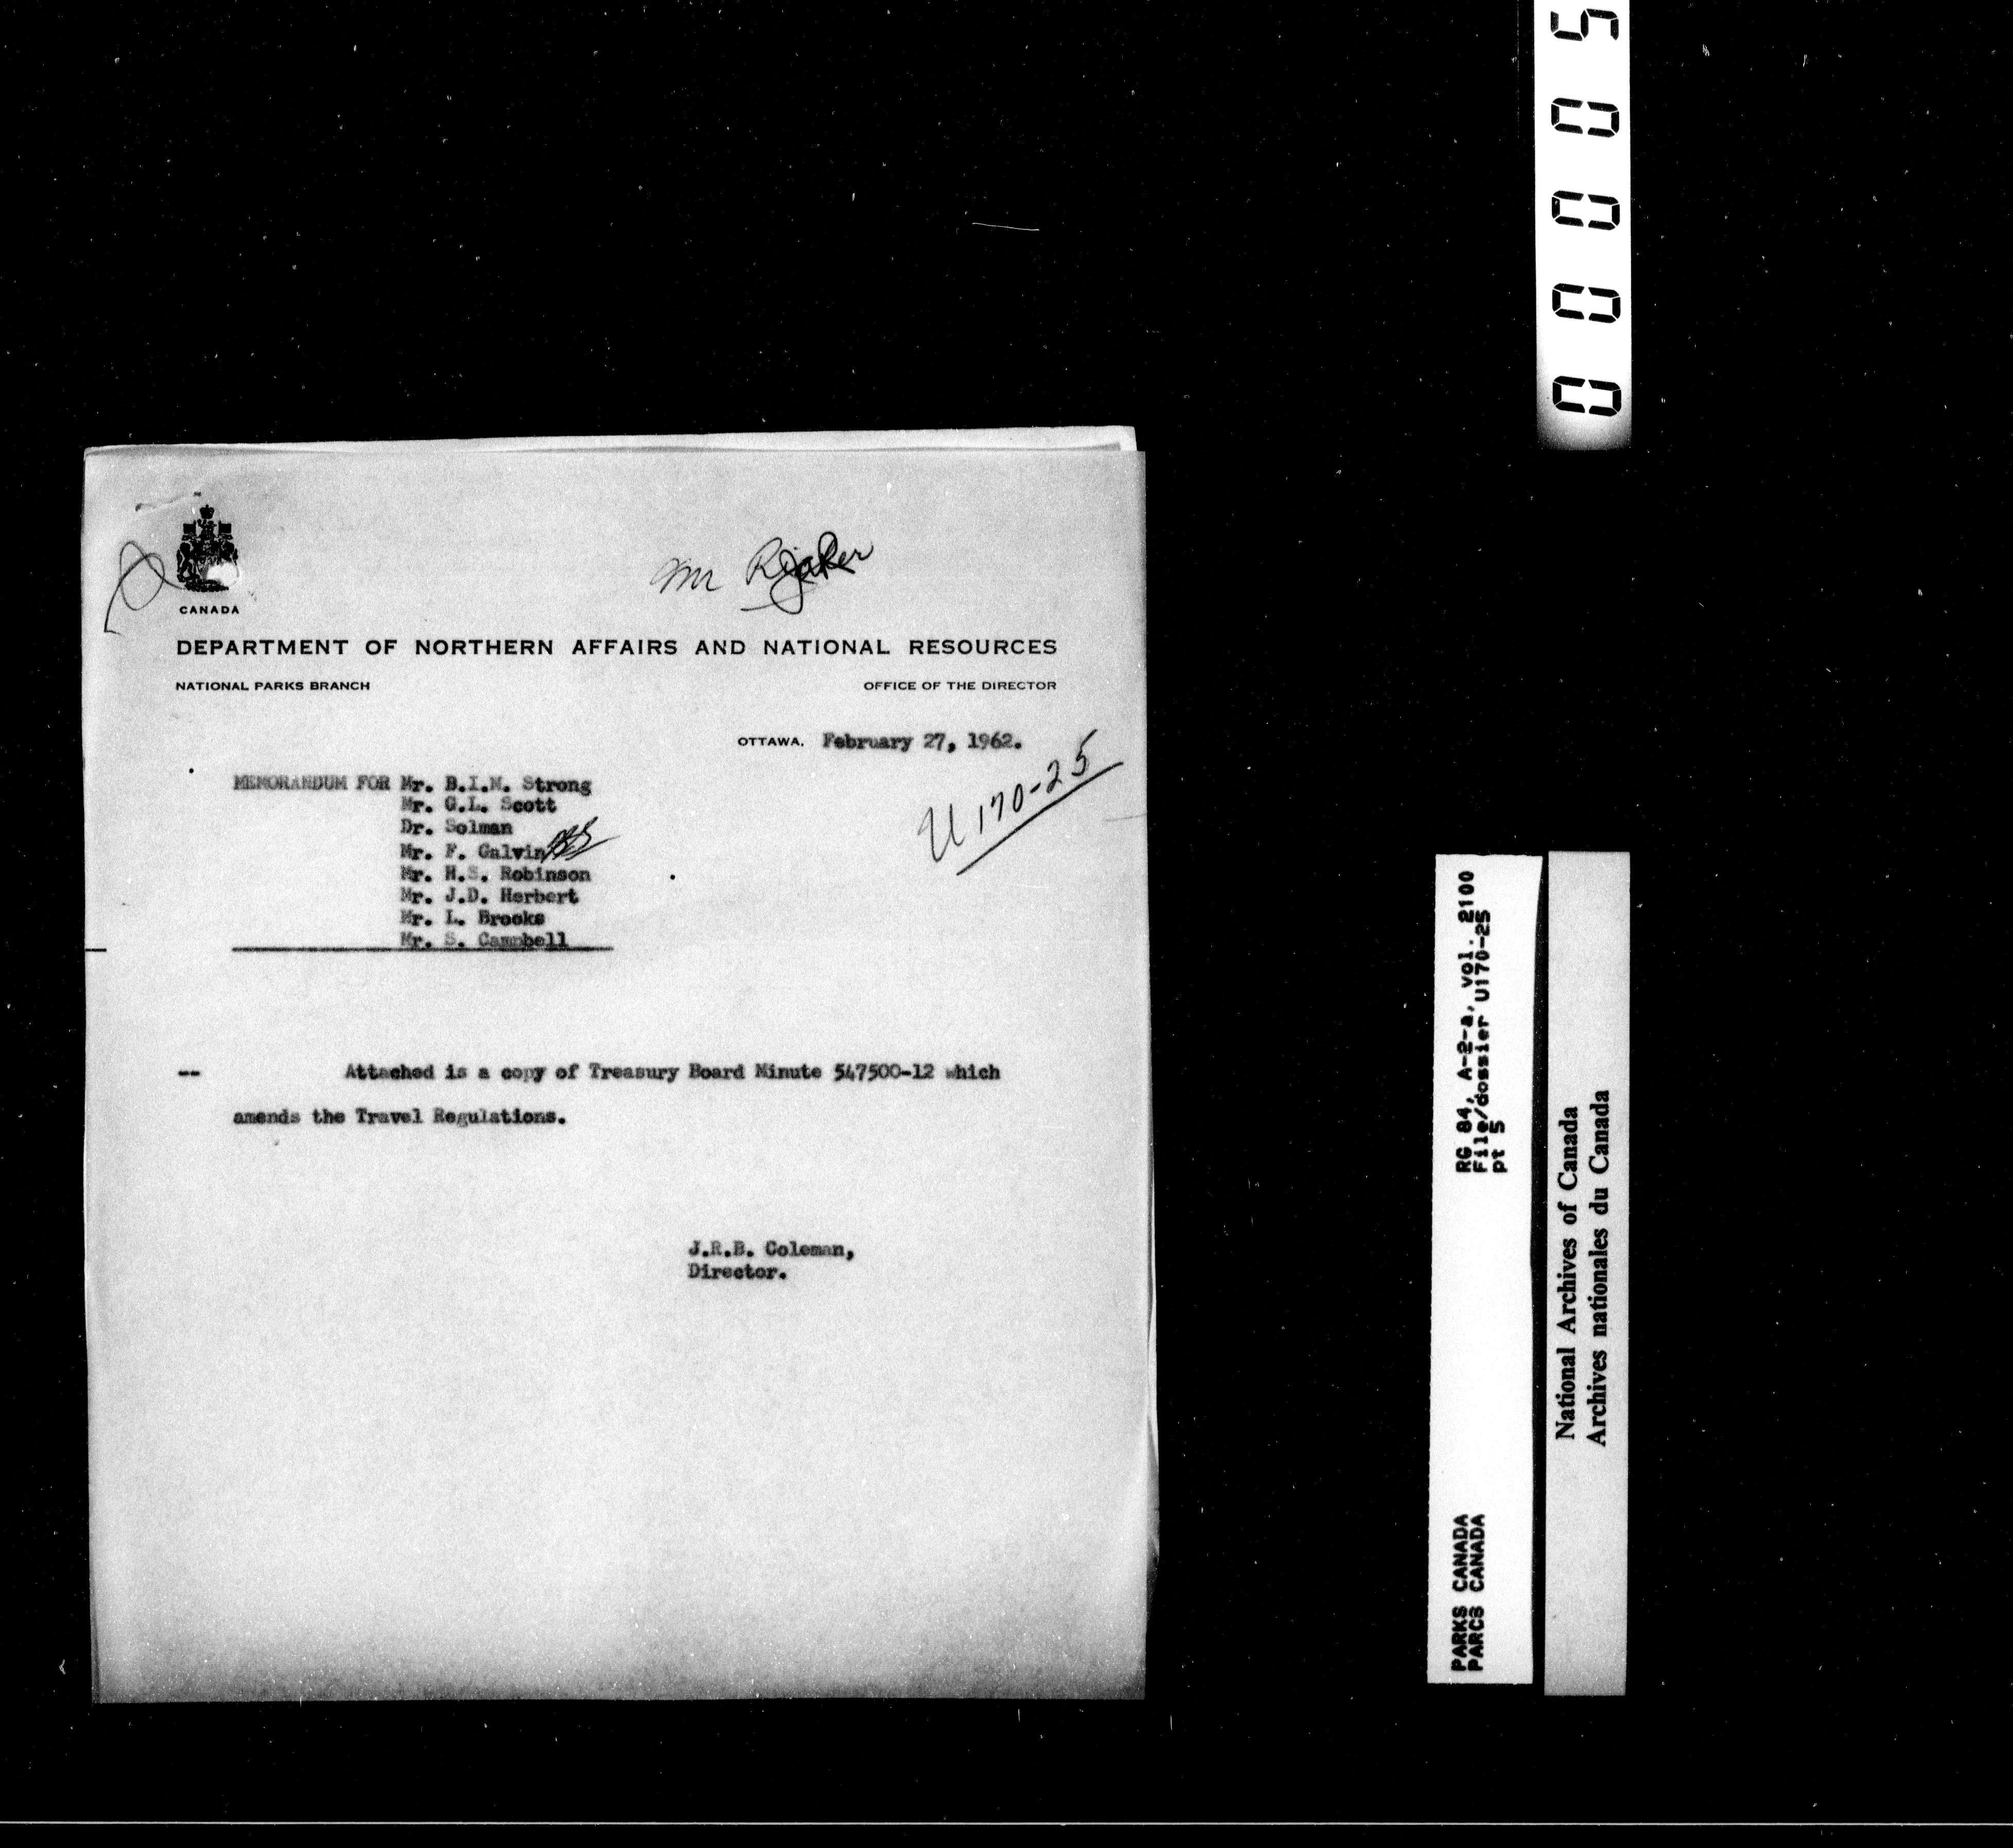 00005
Mr
CANADA
DEPARTMENT OF NORTHERN AFFAIRS AND NATIONAL RESOURCES
NATIONAL PARKS BRANCH
OFFICE OF THE DIRECTOR
OTTAWA, February 27, 1962.
U170-25
MEMORANDUM FOR Mr. B.I.M. Strong
Mr. G.L. Scott
Dr. Solman
Mr. F. Galvin
Mr. H.S. Robinson
Mr. J.D. Herbert
Mr. L. Brooks
Mr. S. Campbell
-- Attached is a copy of Treasury Board Minute 547500-12 which
amends the Travel Regulations.
J.R.B. Coleman,
Director.
PARKS CANADA
PARCS CANADA
RG 84, A-2-a, vol. 2100
File/dossier U170-25
pt 5
National Archives of Canada
Archives nationales du Canada